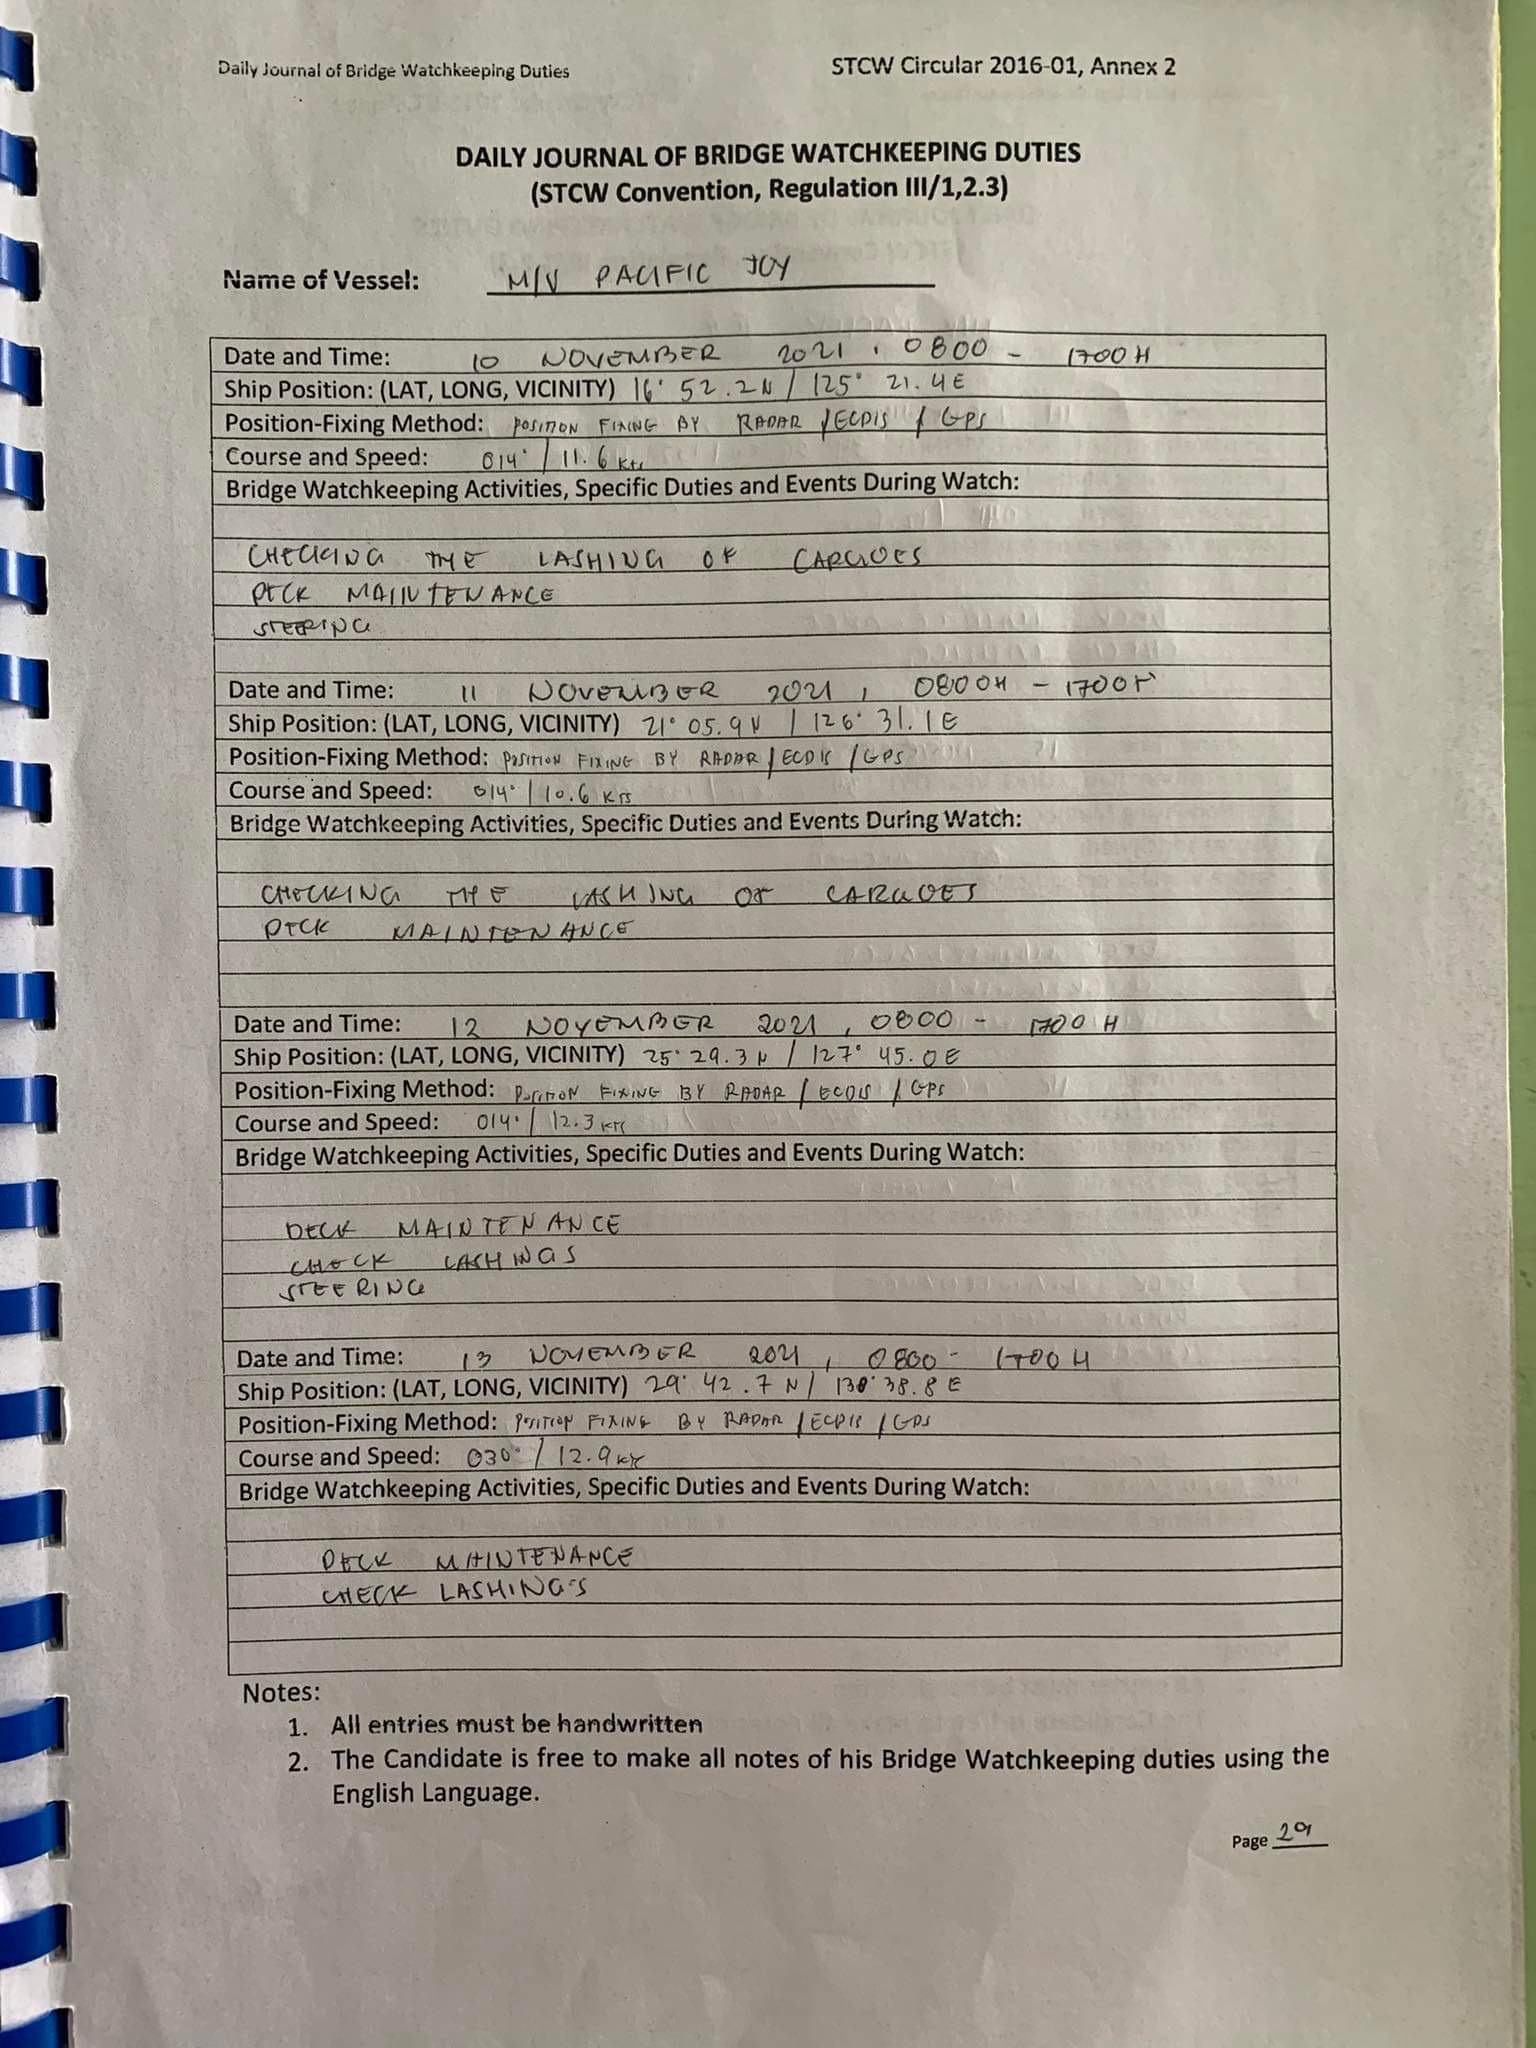 Daily Journal of Bridge Watchkeeping Duties STCW Circular 2016-01, Annex 2
DAILY JOURNAL OF BRIDGE WATCHKEEPING DUTIES
(STCW Convention, Regulation III/1,2.3)
Name of Vessel: M/V PACIFIC JOY
Date and Time: 10 NOVEMBER 2021, 0800 - 1700H
Ship Position: (LAT, LONG, VICINITY) 16° 52.2N / 125° 21.4E
Position-Fixing Method: POSITION FIXING BY RADAR / ECDIS / GPS
Course and Speed: 014° / 11.6 Kts
Bridge Watchkeeping Activities, Specific Duties and Events During Watch:
CHECKING THE LASHING OF CARGOES
DECK MAINTENANCE
STEERING
Date and Time: 11 NOVEMBER 2021, 0800H - 1700H
Ship Position: (LAT, LONG, VICINITY) 21° 05.9N / 126° 31.1E
Position-Fixing Method: POSITION FIXING BY RADAR / ECDIS / GPS
Course and Speed: 014° / 10.6 Kts
Bridge Watchkeeping Activities, Specific Duties and Events During Watch:
CHECKING THE LASHING OF CARGOES
DECK MAINTENANCE
Date and Time: 12 NOVEMBER 2021, 0800 - 1700 H
Ship Position: (LAT, LONG, VICINITY) 25° 29.3N / 127° 45.0E
Position-Fixing Method: POSITION FIXING BY RADAR / ECDIS / GPS
Course and Speed: 014° / 12.3 Kts
Bridge Watchkeeping Activities, Specific Duties and Events During Watch:
DECK MAINTENANCE
CHECK LASHINGS
STEERING
Date and Time: 13 NOVEMBER 2021, 0800 - 1700H
Ship Position: (LAT, LONG, VICINITY) 29° 42.7N / 130° 38.8E
Position-Fixing Method: POSITION FIXING BY RADAR / ECDIS / GPS
Course and Speed: 030° / 12.9
Bridge Watchkeeping Activities, Specific Duties and Events During Watch:
DECK MAINTENANCE
CHECK LASHING'S
Notes:
1. All entries must be handwritten
2. The Candidate is free to make all notes of his Bridge Watchkeeping duties using the
English Language.
Page 29